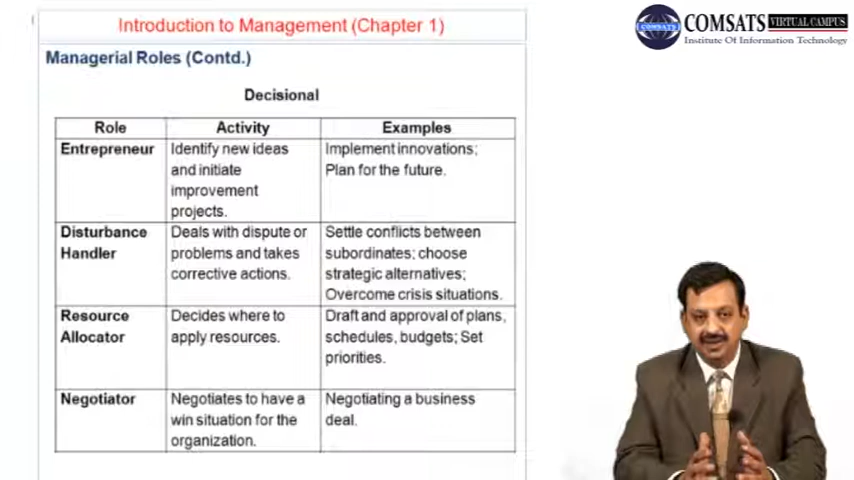 Introduction to Management (Chapter 1)
COMSATS VIRTUAL CAMPUS
Institute Of Information Technology
COMSATS
Managerial Roles (Contd.)
Decisional
Role Activity Examples
Entrepreneur Identify new ideas and initiate improvement projects. Implement innovations; Plan for the future.
Disturbance Handler Deals with dispute or problems and takes corrective actions. Settle conflicts between subordinates; choose strategic alternatives; Overcome crisis situations.
Resource Allocator Decides where to apply resources. Draft and approval of plans, schedules, budgets; Set priorities.
Negotiator Negotiates to have a win situation for the organization. Negotiating a business deal.